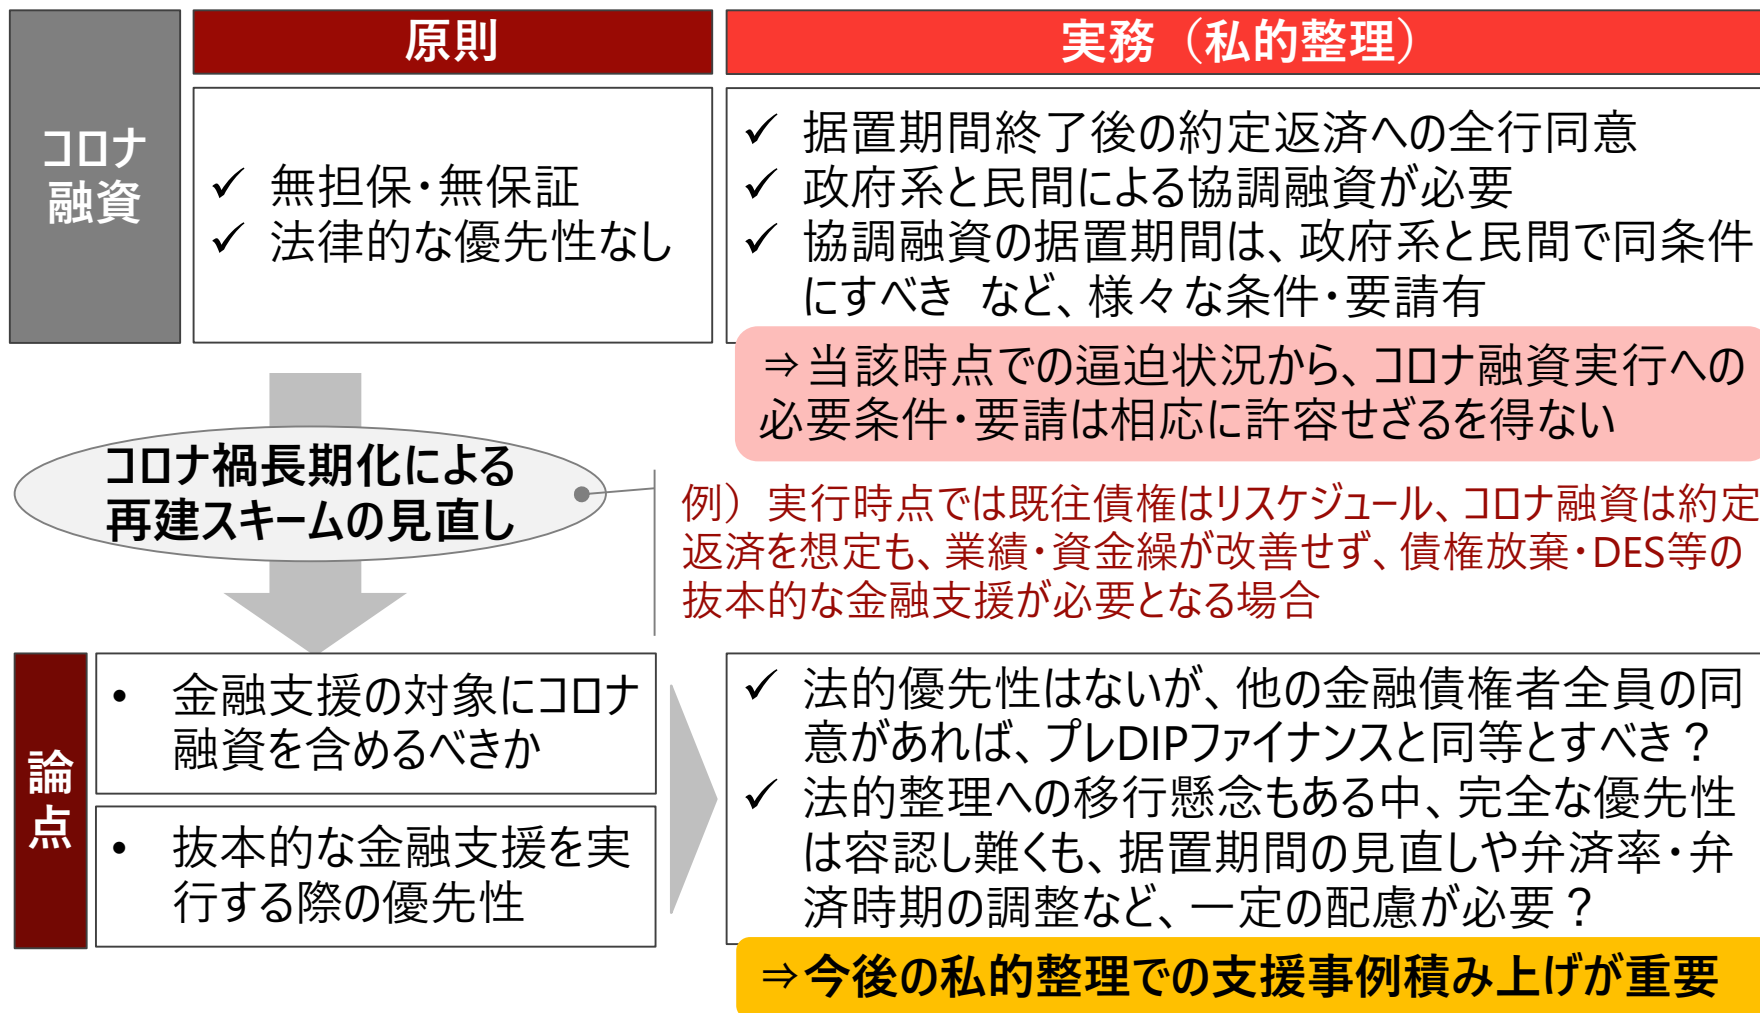 コロナ
融資
原則
実務（私的整理）
✓ 無担保・無保証
✓ 法律的な優先性なし
✓ 据置期間終了後の約定返済への全行同意
✓ 政府系と民間による協調融資が必要
✓ 協調融資の据置期間は、政府系と民間で同条件
にすべき など、様々な条件・要請有
⇒当該時点での逼迫状況から、コロナ融資実行への
必要条件・要請は相応に許容せざるを得ない
コロナ禍長期化による
再建スキームの見直し
例）実行時点では既往債権はリスケジュール、コロナ融資は約定
返済を想定も、業績・資金繰が改善せず、債権放棄・DES等の
抜本的な金融支援が必要となる場合
論
点
• 金融支援の対象にコロナ
融資を含めるべきか
• 抜本的な金融支援を実
行する際の優先性
✓ 法的優先性はないが、他の金融債権者全員の同
意があれば、プレDIPファイナンスと同等とすべき？
✓ 法的整理への移行懸念もある中、完全な優先性
は容認し難くも、据置期間の見直しや弁済率・弁
済時期の調整など、一定の配慮が必要？
⇒今後の私的整理での支援事例積み上げが重要